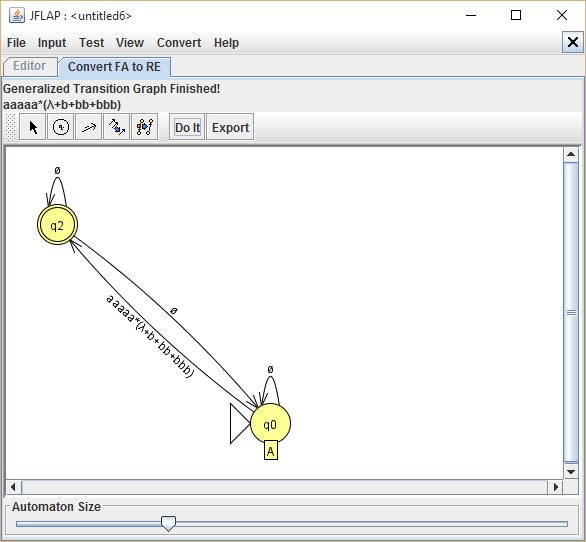 JFLAP : <untitled6>
File Input Test View Convert Help
Editor Convert FA to RE
Generalized Transition Graph Finished!
aaaaa*(λ+b+bb+bbb)
Do It Export
ø
q2
ø
aaaaa*(λ+b+bb+bbb)
ø
q0
A
Automaton Size